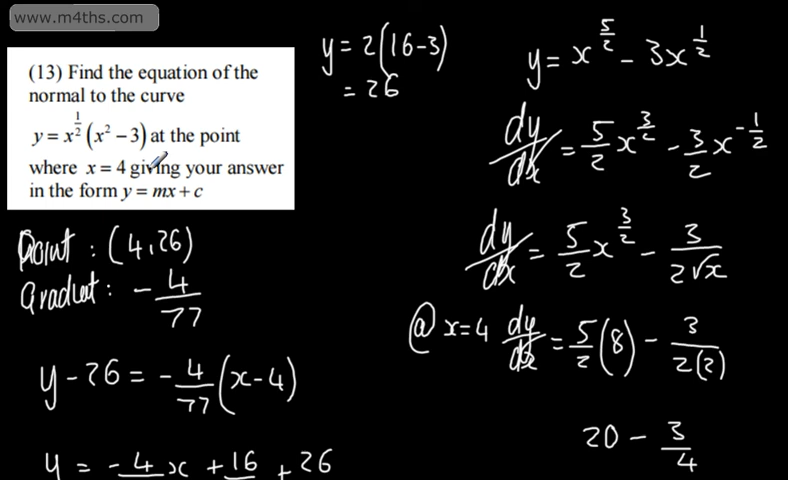 www.m4ths.com
(13) Find the equation of the
normal to the curve
y = x^{1/2}(x² − 3) at the point
where x = 4 giving your answer
in the form y = mx + c
y = 2(16-3)
= 26
y = x^{5/2} - 3x^{1/2}
dy/dx = 5/2 x^{3/2} - 3/2 x^{-1/2}
dy/dx = 5/2 x^{3/2} - 3/(2√x)
@ x=4 dy/dx = 5/2 (8) - 3/(2(2))
20 - 3/4
Point : (4,26)
Gradient : - 4/77
y - 26 = - 4/77 (x-4)
y = -4 x + 16 + 26